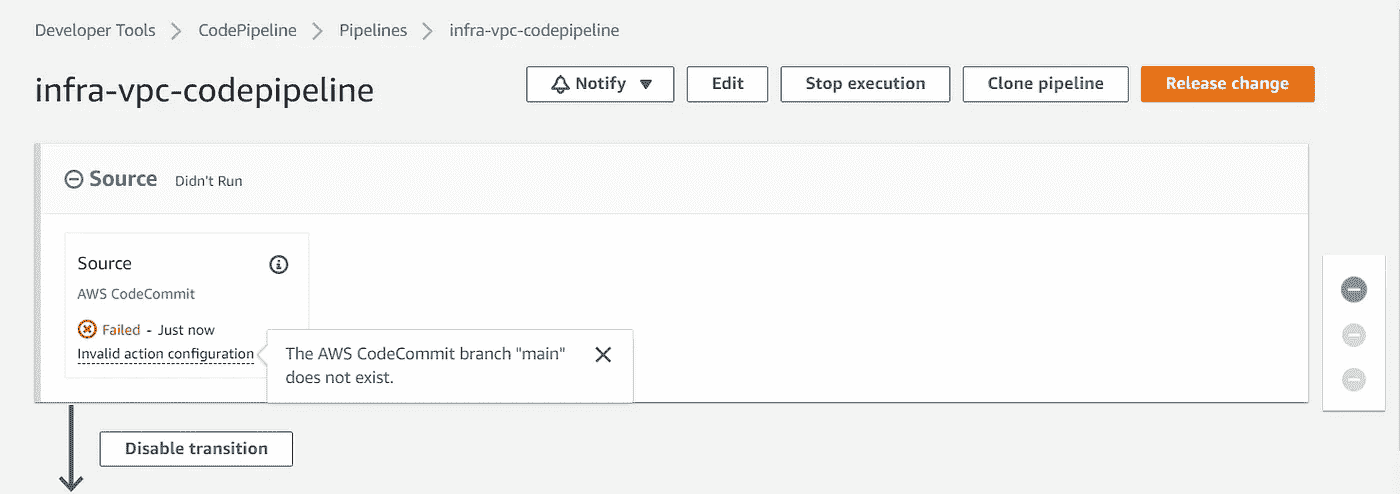 Developer Tools > CodePipeline > Pipelines > infra-vpc-codepipeline
infra-vpc-codepipeline
Notify ▼ Edit Stop execution Clone pipeline Release change
Source Didn't Run
Source
AWS CodeCommit
Failed - Just now
Invalid action configuration
The AWS CodeCommit branch "main"
does not exist.
Disable transition